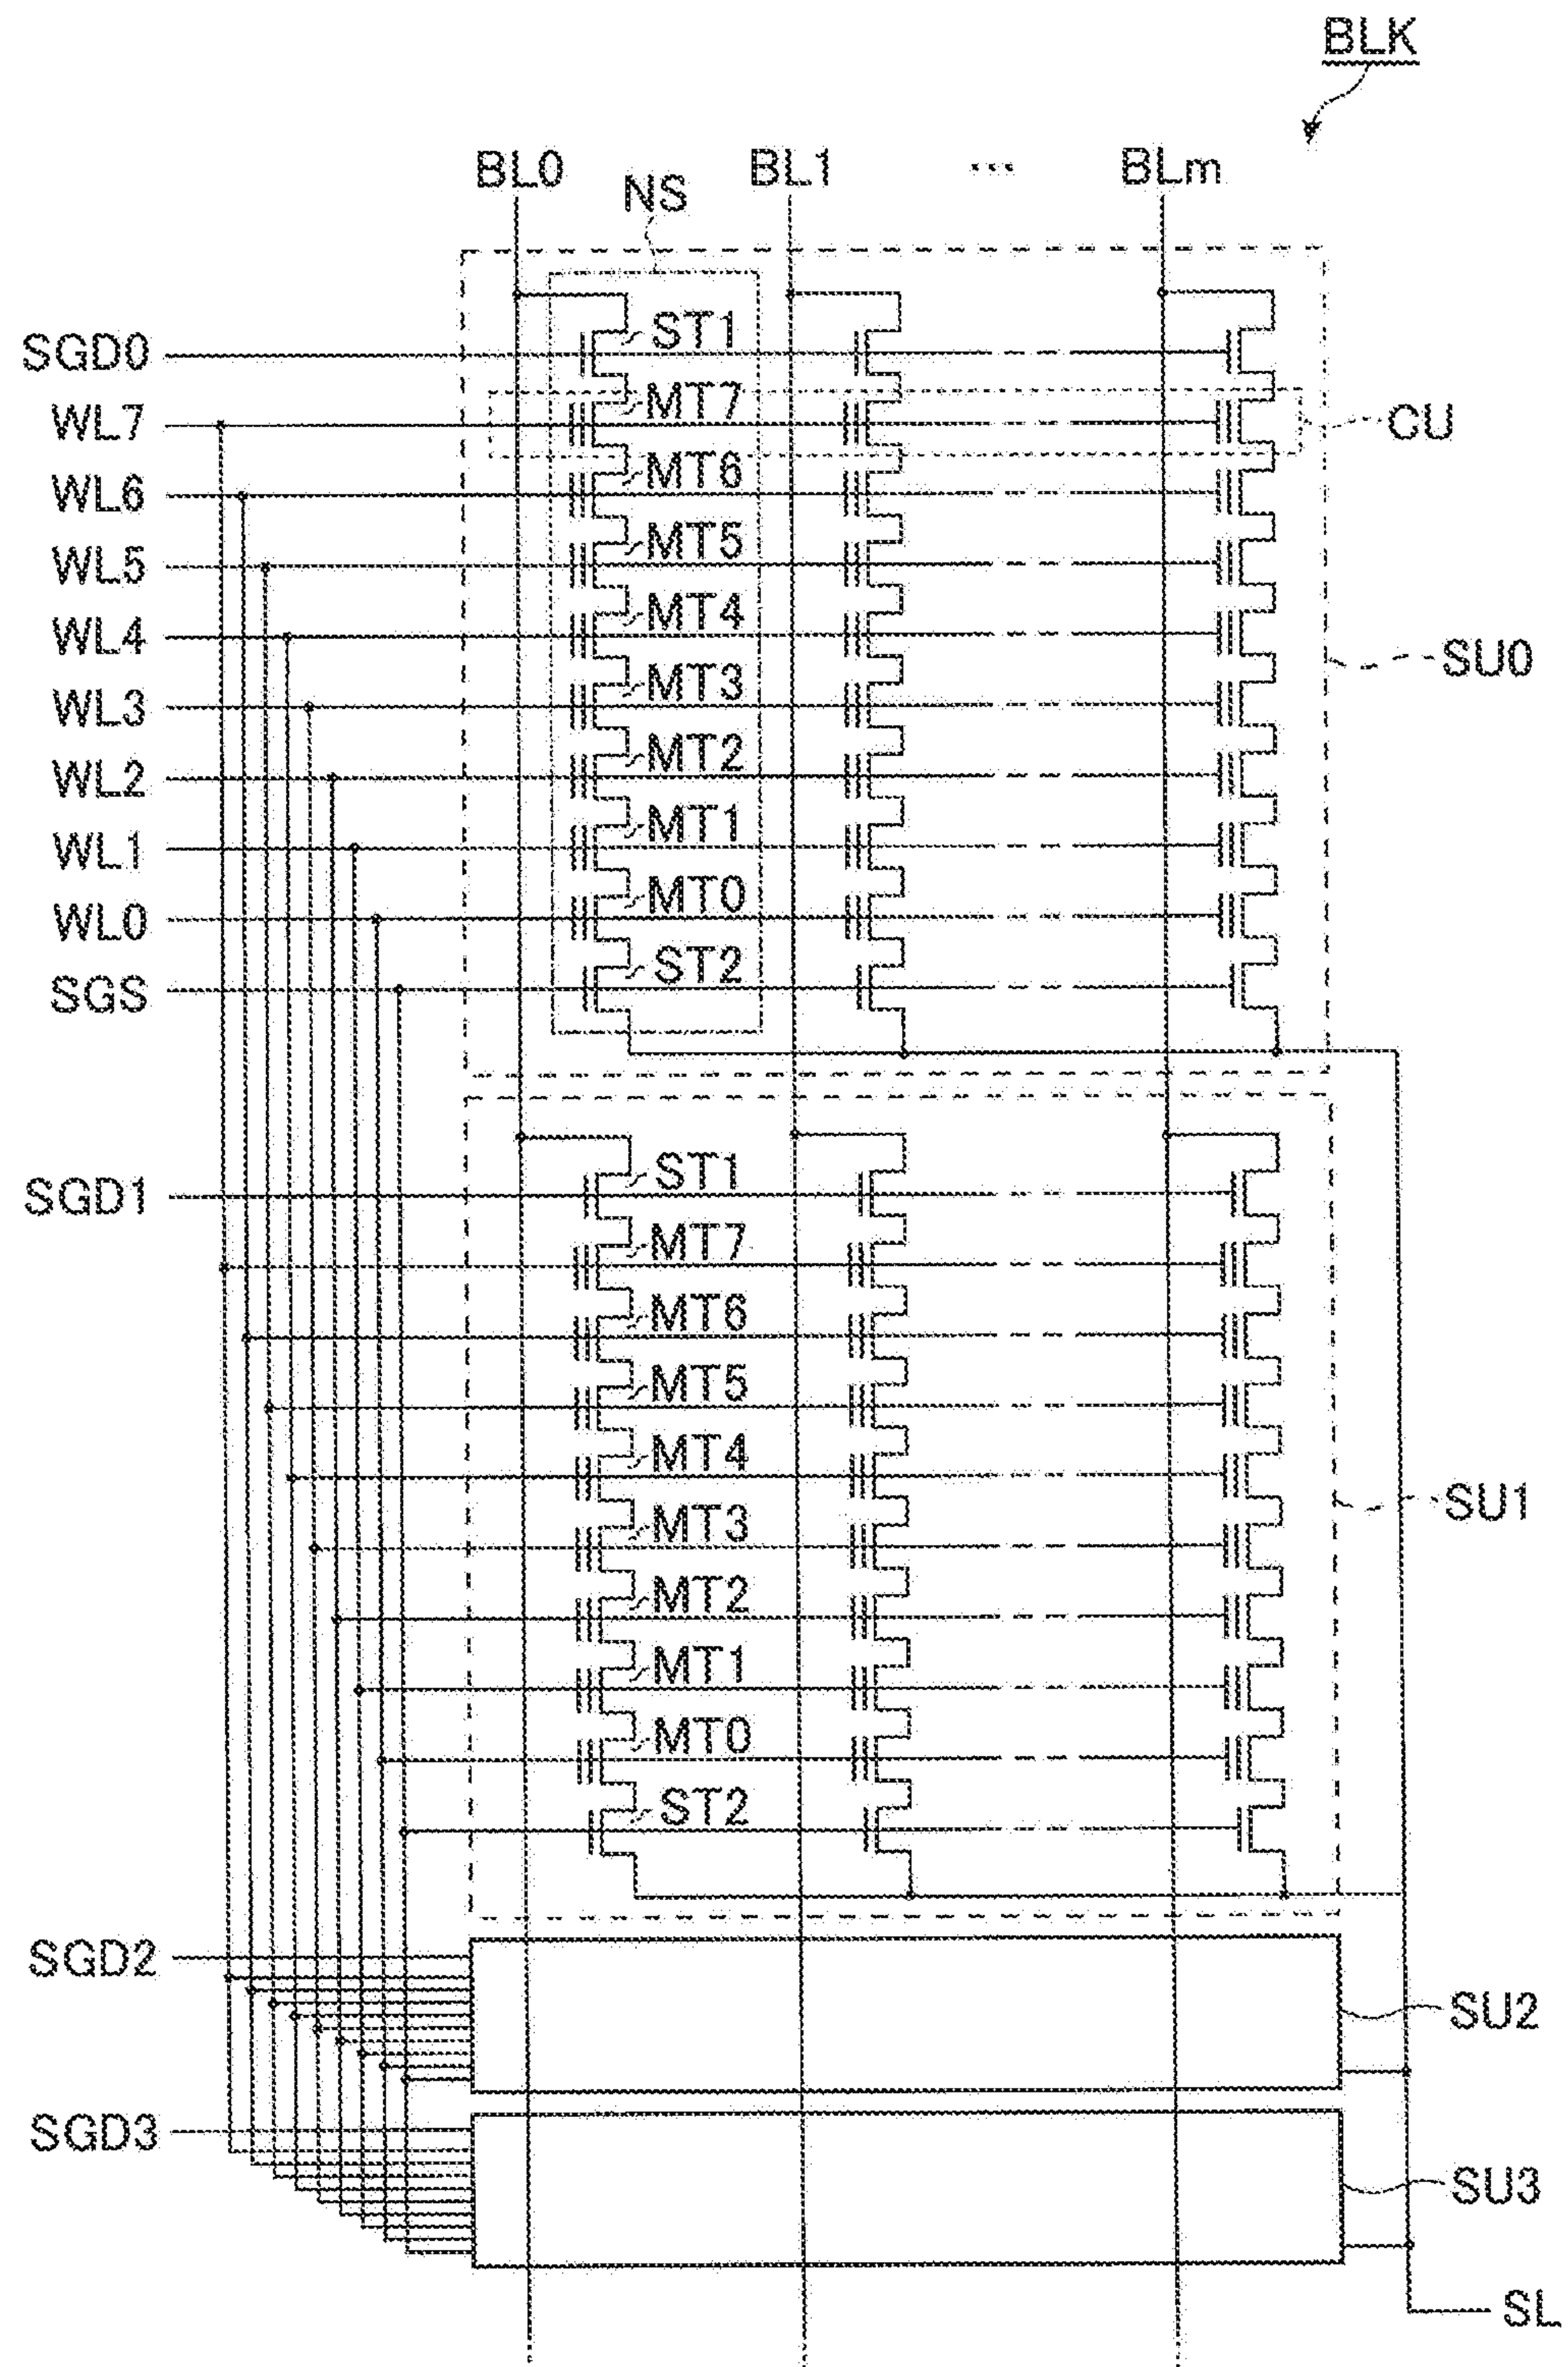 BLK
BL0 NS BL1 ... BLm
SGD0 ST1
WL7 MT7 CU
WL6 MT6
WL5 MT5
WL4 MT4
SU0
WL3 MT3
WL2 MT2
WL1 MT1
WL0 MT0
SGS ST2
SGD1 ST1
MT7
MT6
MT5
MT4
SU1
MT3
MT2
MT1
MT0
ST2
SGD2
SU2
SGD3
SU3
SL